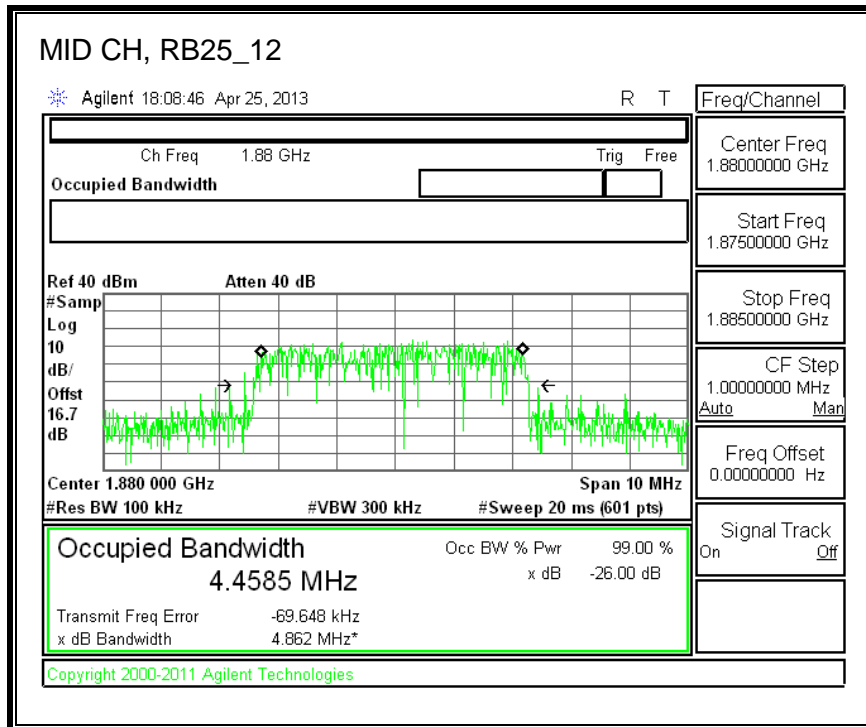 MID CH, RB25_12
Agilent 18:08:46 Apr 25, 2013 R T
Freq/Channel
Ch Freq 1.88 GHz Trig Free
Occupied Bandwidth
Center Freq
1.88000000 GHz
Start Freq
1.87500000 GHz
Stop Freq
1.88500000 GHz
CF Step
1.00000000 MHz
Auto Man
Freq Offset
0.00000000 Hz
Signal Track
On Off
Ref 40 dBm Atten 40 dB
#Samp
Log
10
dB/
Offst
16.7
dB
Center 1.880 000 GHz Span 10 MHz
#Res BW 100 kHz #VBW 300 kHz #Sweep 20 ms (601 pts)
Occupied Bandwidth
4.4585 MHz
Occ BW % Pwr 99.00 %
x dB -26.00 dB
Transmit Freq Error -69.648 kHz
x dB Bandwidth 4.862 MHz*
Copyright 2000-2011 Agilent Technologies